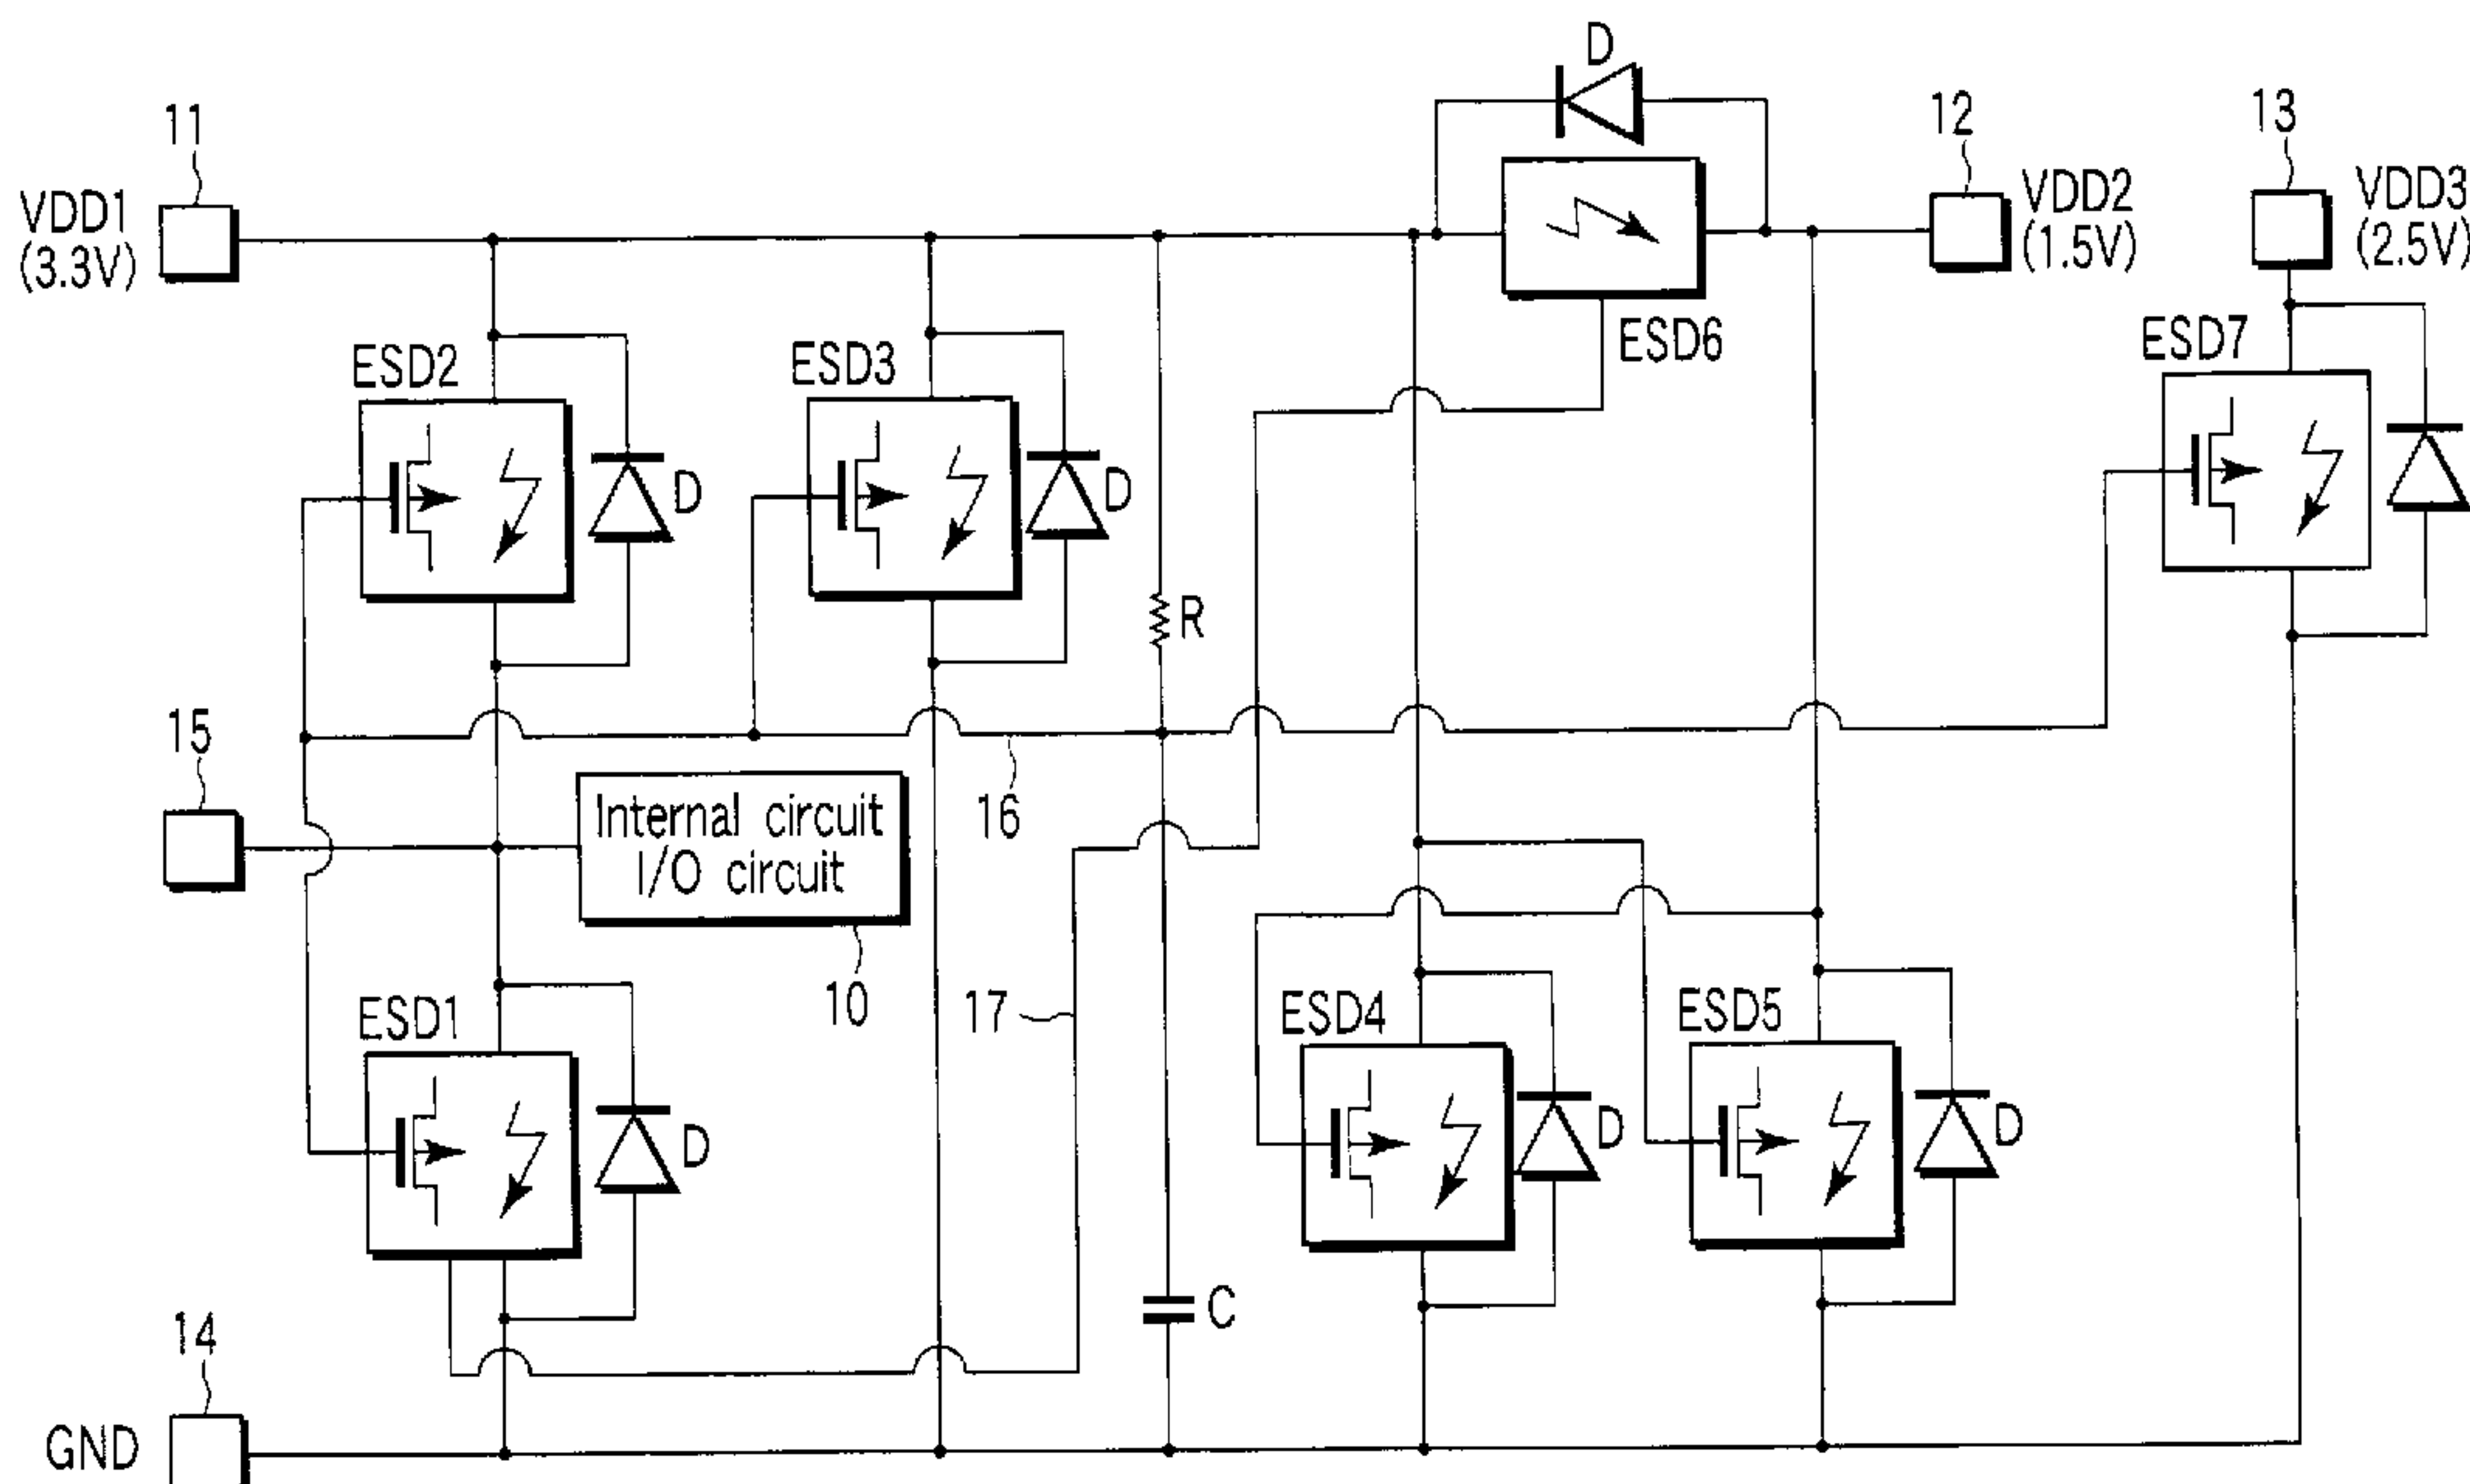 D
11
12
13
VDD1
(3.3V)
VDD2
(1.5V)
VDD3
(2.5V)
ESD2
ESD3
ESD6
ESD7
D
D
R
15
Internal circuit
I/O circuit
16
10
17
ESD1
ESD4
ESD5
D
D
D
C
14
GND